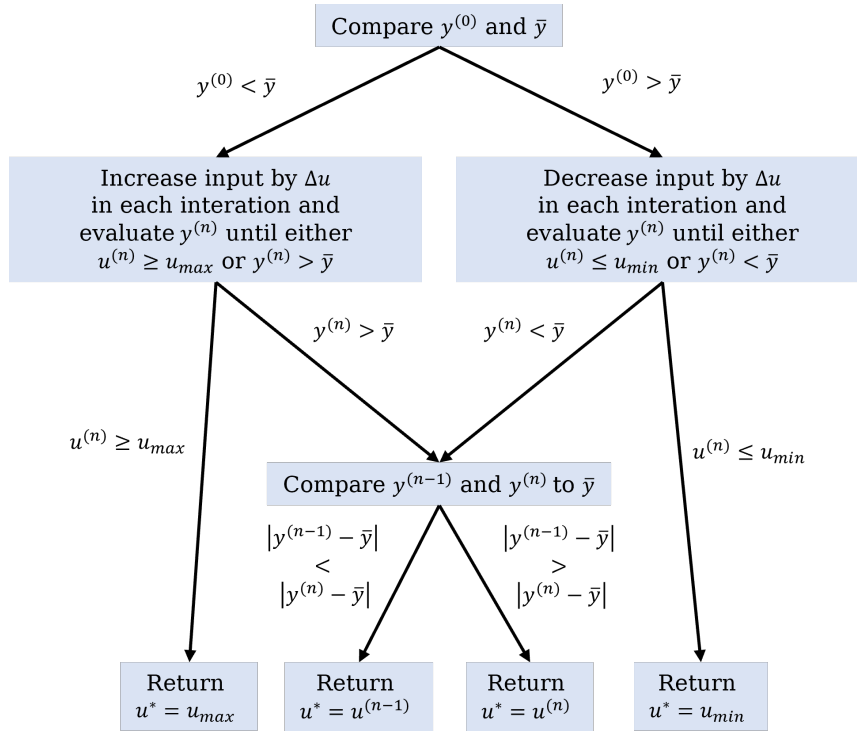 Compare y⁽⁰⁾ and ȳ
y⁽⁰⁾ < ȳ
y⁽⁰⁾ > ȳ
Increase input by Δu
in each interation and
evaluate y⁽ⁿ⁾ until either
u⁽ⁿ⁾ ≥ u_max or y⁽ⁿ⁾ > ȳ
Decrease input by Δu
in each interation and
evaluate y⁽ⁿ⁾ until either
u⁽ⁿ⁾ ≤ u_min or y⁽ⁿ⁾ < ȳ
y⁽ⁿ⁾ > ȳ
y⁽ⁿ⁾ < ȳ
u⁽ⁿ⁾ ≥ u_max
u⁽ⁿ⁾ ≤ u_min
Compare y⁽ⁿ⁻¹⁾ and y⁽ⁿ⁾ to ȳ
|y⁽ⁿ⁻¹⁾ − ȳ|
<
|y⁽ⁿ⁾ − ȳ|
|y⁽ⁿ⁻¹⁾ − ȳ|
>
|y⁽ⁿ⁾ − ȳ|
Return
u* = u_max
Return
u* = u⁽ⁿ⁻¹⁾
Return
u* = u⁽ⁿ⁾
Return
u* = u_min